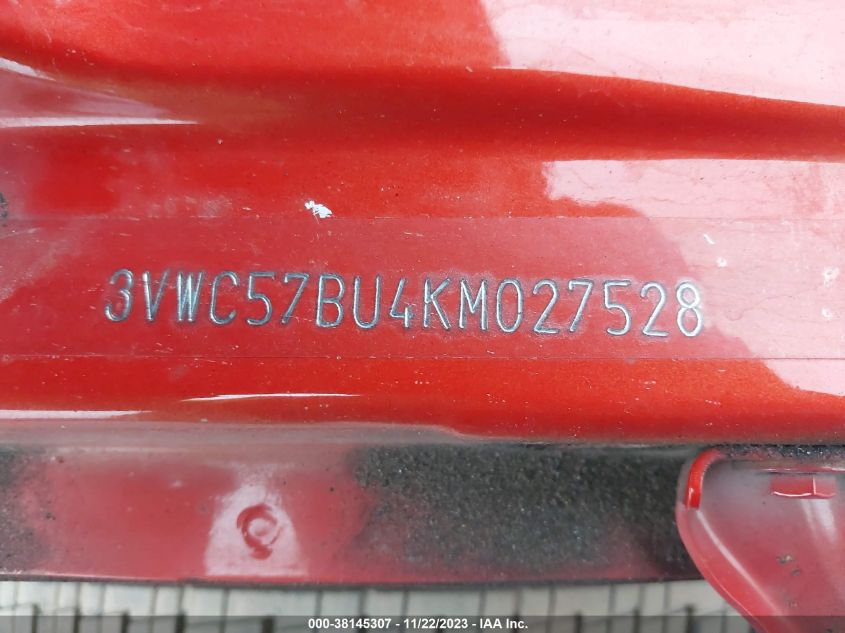 3VWC57BU4KM027528
000-38145307 - 11/22/2023 - IAA Inc.